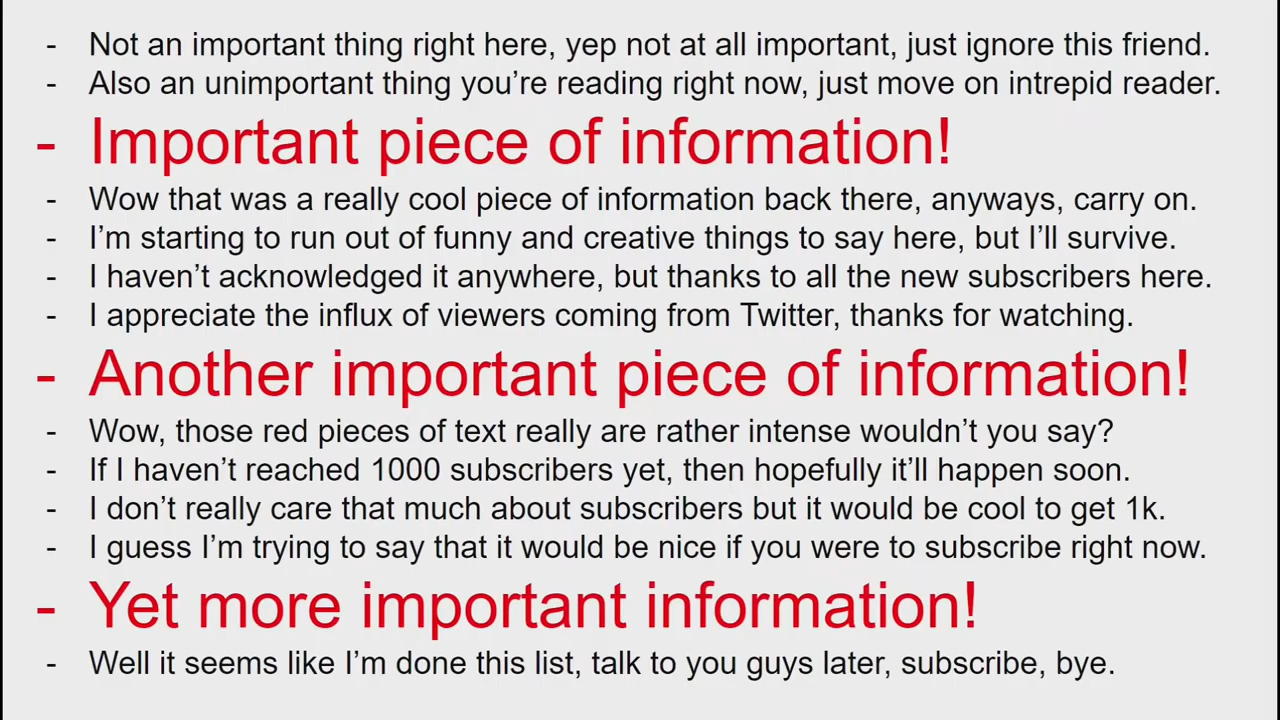 - Not an important thing right here, yep not at all important, just ignore this friend.
- Also an unimportant thing you’re reading right now, just move on intrepid reader.
- Important piece of information!
- Wow that was a really cool piece of information back there, anyways, carry on.
- I’m starting to run out of funny and creative things to say here, but I’ll survive.
- I haven’t acknowledged it anywhere, but thanks to all the new subscribers here.
- I appreciate the influx of viewers coming from Twitter, thanks for watching.
- Another important piece of information!
- Wow, those red pieces of text really are rather intense wouldn’t you say?
- If I haven’t reached 1000 subscribers yet, then hopefully it’ll happen soon.
- I don’t really care that much about subscribers but it would be cool to get 1k.
- I guess I’m trying to say that it would be nice if you were to subscribe right now.
- Yet more important information!
- Well it seems like I’m done this list, talk to you guys later, subscribe, bye.